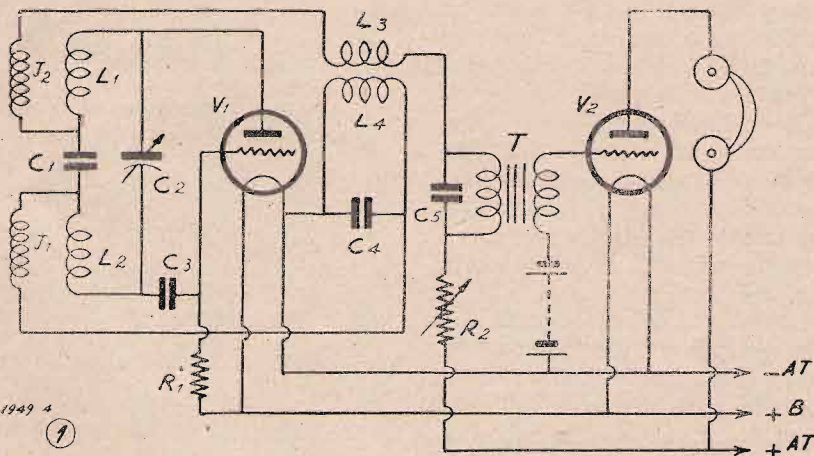 L3
J2
L1
V1
V2
L4
T
C1
C2
C5
J1
L2
C3
C4
R2
R1
- AT
+ B
+ AT
1949 4
1